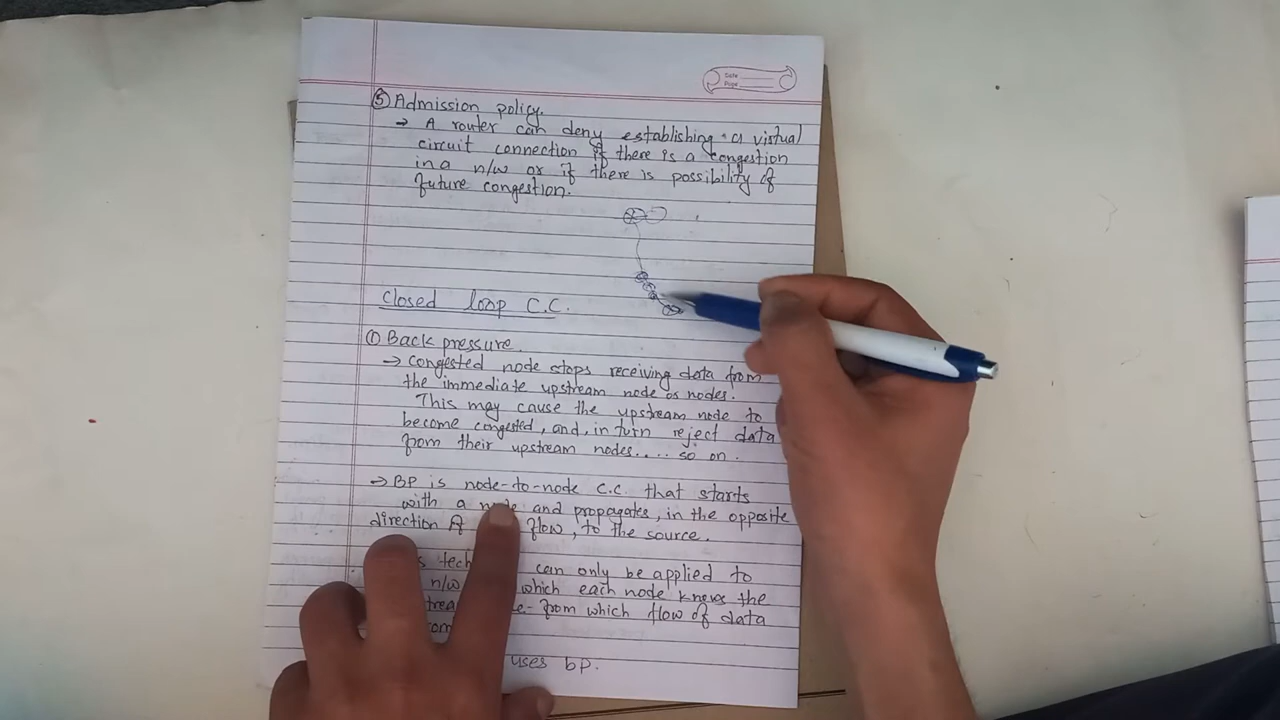 Date
Page
⑤ Admission policy.
→ A router can deny establishing a virtual
circuit connection if there is a congestion
in a n/w or if there is possibility of
future congestion.
Closed loop C.C.
① Back pressure.
→ Congested node stops receiving data from
the immediate upstream node or nodes.
This may cause the upstream node to
become congested, and, in turn reject data
from their upstream nodes.... so on.
→ BP is node-to-node C.C. that starts
with a node and propagates, in the opposite
direction of flow, to the source.
can only be applied to
n/w which each node knows the
from which flow of data
uses bp.